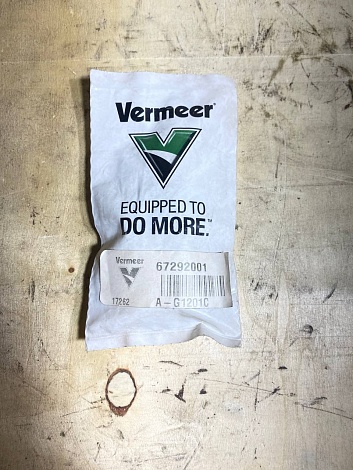 Vermeer®
EQUIPPED TO
DO MORE.™
Vermeer
67292001
17262
A-G1201C